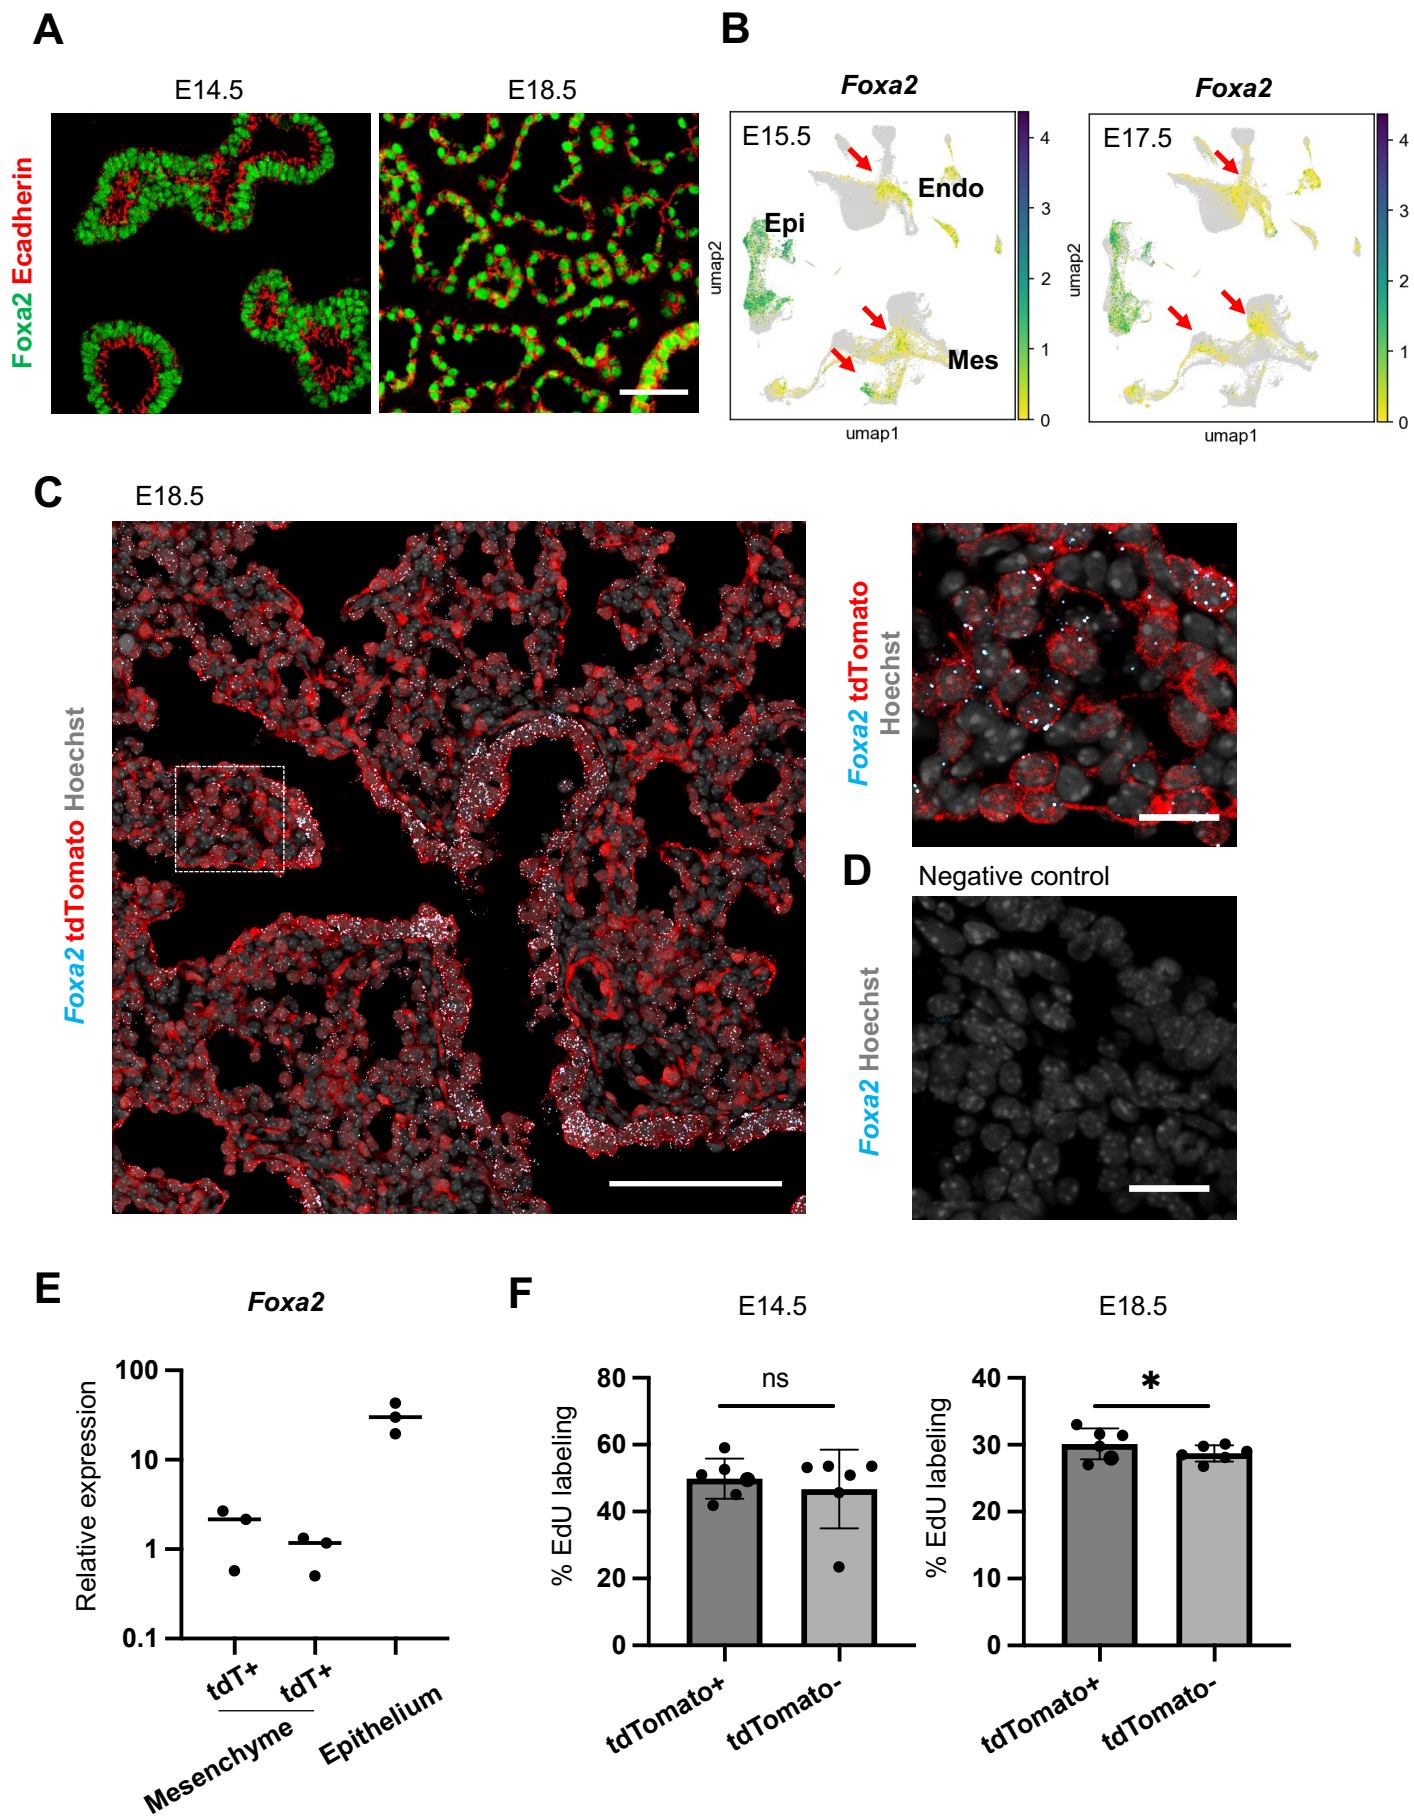 A
E14.5
E18.5
Foxa2 Ecadherin
B
Foxa2
Foxa2
E15.5
Endo
Epi
Mes
umap2
umap1
4
3
2
1
0
E17.5
umap2
umap1
4
3
2
1
0
C
E18.5
Foxa2 tdTomato Hoechst
Foxa2 tdTomato
Hoechst
D
Negative control
Foxa2 Hoechst
E
Foxa2
Relative expression
100
10
1
0.1
tdT+
tdT+
Mesenchyme
Epithelium
F
E14.5
% EdU labeling
80
60
40
20
0
ns
tdTomato+
tdTomato-
E18.5
% EdU labeling
40
30
20
10
0
*
tdTomato+
tdTomato-